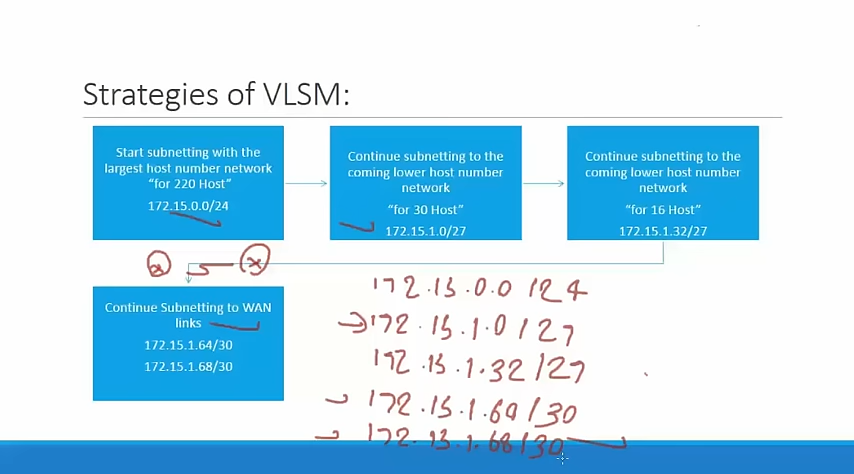 Strategies of VLSM:
Start subnetting with the
largest host number network
"for 220 Host"
172.15.0.0/24
Continue subnetting to the
coming lower host number
network
"for 30 Host"
172.15.1.0/27
Continue subnetting to the
coming lower host number
network
"for 16 Host"
172.15.1.32/27
Continue Subnetting to WAN
links
172.15.1.64/30
172.15.1.68/30
172.15.0.0/24
172.15.1.0/27
172.15.1.32/27
172.15.1.64/30
172.15.1.68/30